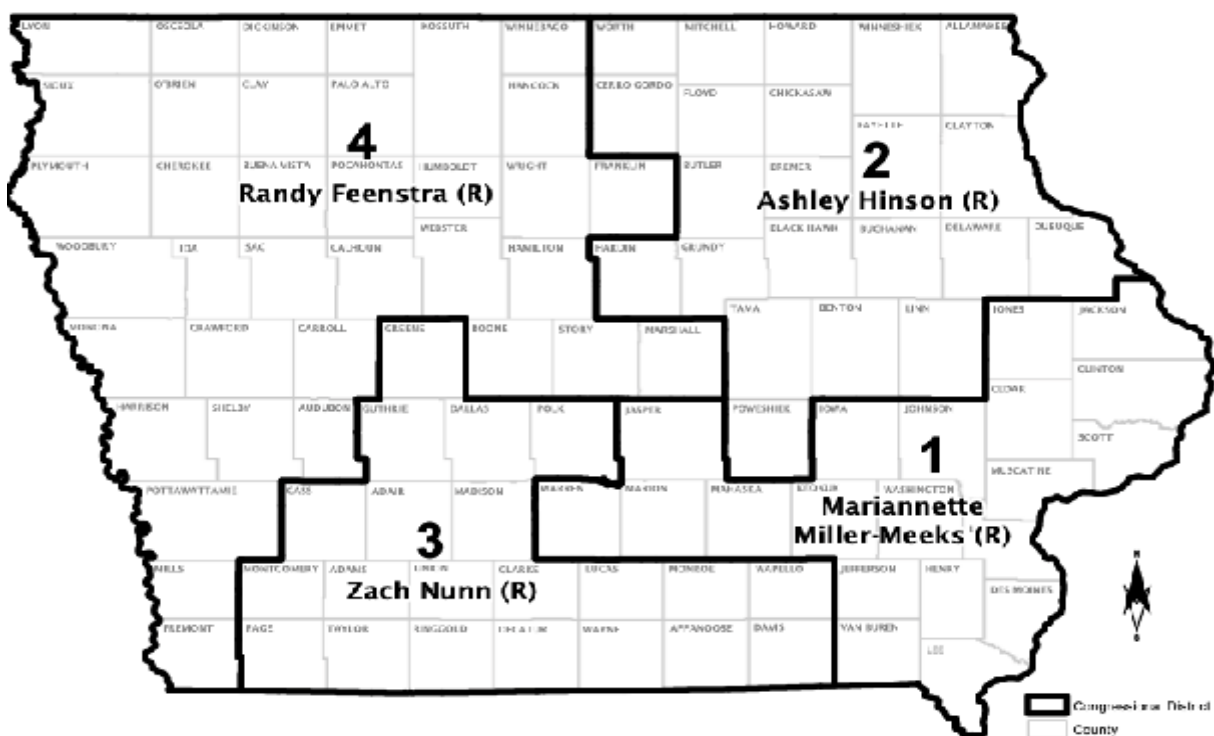 LYON OSCEOLA DICKINSON EMMET KOSSUTH WINNEBAGO WORTH MITCHELL HOWARD WINNESHIEK ALLAMAKEE
SIOUX O'BRIEN CLAY PALO ALTO HANCOCK CERRO GORDO FLOYD CHICKASAW
FAYETTE CLAYTON
4
2
PLYMOUTH CHEROKEE BUENA VISTA POCAHONTAS HUMBOLDT WRIGHT FRANKLIN BUTLER BREMER
Randy Feenstra (R)
Ashley Hinson (R)
WEBSTER BLACK HAWK BUCHANAN DELAWARE DUBUQUE
WOODBURY IDA SAC CALHOUN HAMILTON HARDIN GRUNDY
TAMA BENTON LINN JONES JACKSON
MONONA CRAWFORD CARROLL GREENE BOONE STORY MARSHALL
CLINTON
CEDAR
HARRISON SHELBY AUDUBON GUTHRIE DALLAS POLK JASPER POWESHIEK IOWA JOHNSON
SCOTT
1
MUSCATINE
POTTAWATTAMIE CASS ADAIR MADISON WARREN MARION MAHASKA KEOKUK WASHINGTON
Mariannette
Miller-Meeks (R)
3
MILLS MONTGOMERY ADAMS UNION CLARKE LUCAS MONROE WAPELLO JEFFERSON HENRY
Zach Nunn (R)
DES MOINES
FREMONT PAGE TAYLOR RINGGOLD DECATUR WAYNE APPANOOSE DAVIS VAN BUREN
LEE
N
S
Congressional District
County